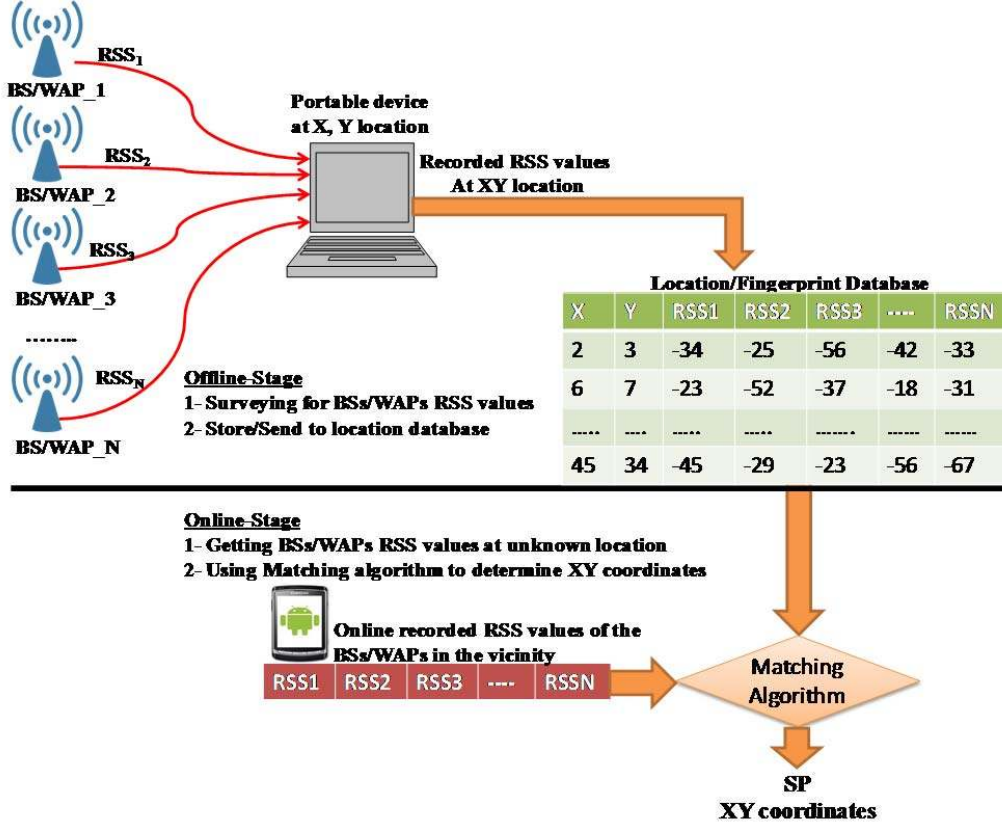 RSS1
BS/WAP_1
RSS2
BS/WAP_2
RSS3
BS/WAP_3
........
RSSN
BS/WAP_N
Portable device
at X, Y location
Recorded RSS values
At XY location
Location/Fingerprint Database
X Y RSS1 RSS2 RSS3 ---- RSSN
2 3 -34 -25 -56 -42 -33
6 7 -23 -52 -37 -18 -31
..... .... ..... ..... ....... ...... ......
45 34 -45 -29 -23 -56 -67
Offline-Stage
1- Surveying for BSs/WAPs RSS values
2- Store/Send to location database
Online-Stage
1- Getting BSs/WAPs RSS values at unknown location
2- Using Matching algorithm to determine XY coordinates
Online recorded RSS values of the
BSs/WAPs in the vicinity
RSS1 RSS2 RSS3 ---- RSSN
Matching
Algorithm
SP
XY coordinates